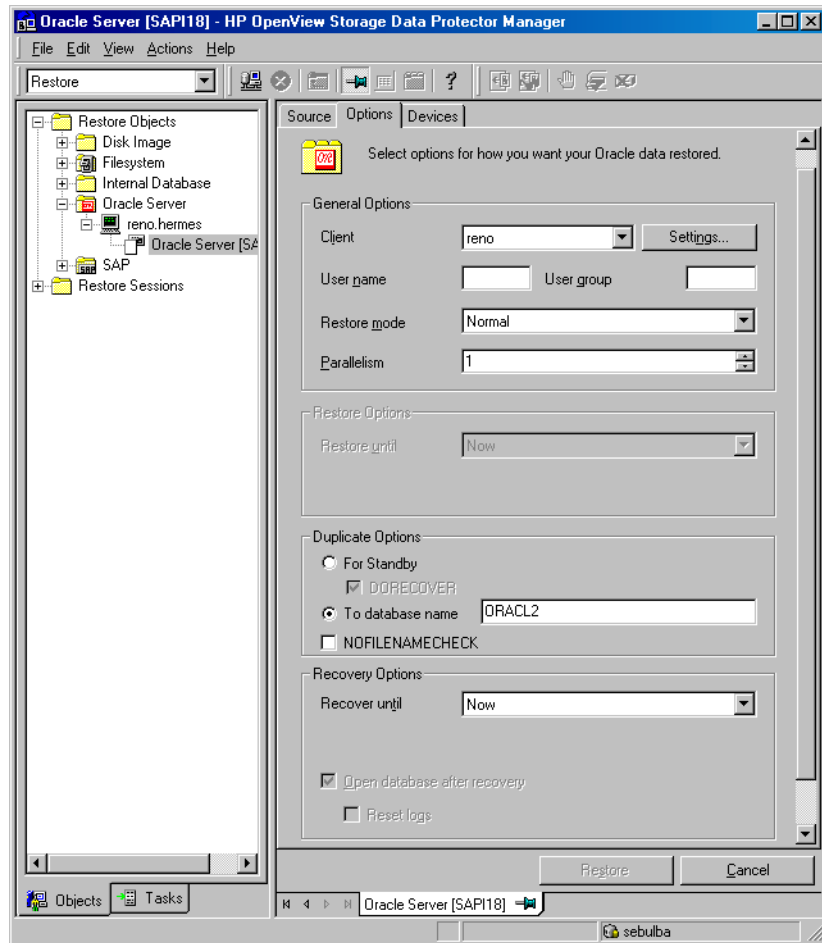 Oracle Server [SAPI18] - HP OpenView Storage Data Protector Manager
File Edit View Actions Help
Restore
Restore Objects
Disk Image
Filesystem
Internal Database
Oracle Server
reno.hermes
Oracle Server [SA
SAP
Restore Sessions
Objects Tasks
Source Options Devices
Select options for how you want your Oracle data restored.
General Options
Client reno Settings...
User name User group
Restore mode Normal
Parallelism 1
Restore Options
Restore until Now
Duplicate Options
For Standby
DORECOVER
To database name ORACL2
NOFILENAMECHECK
Recovery Options
Recover until Now
Open database after recovery
Reset logs
Restore Cancel
Oracle Server [SAPI18]
sebulba